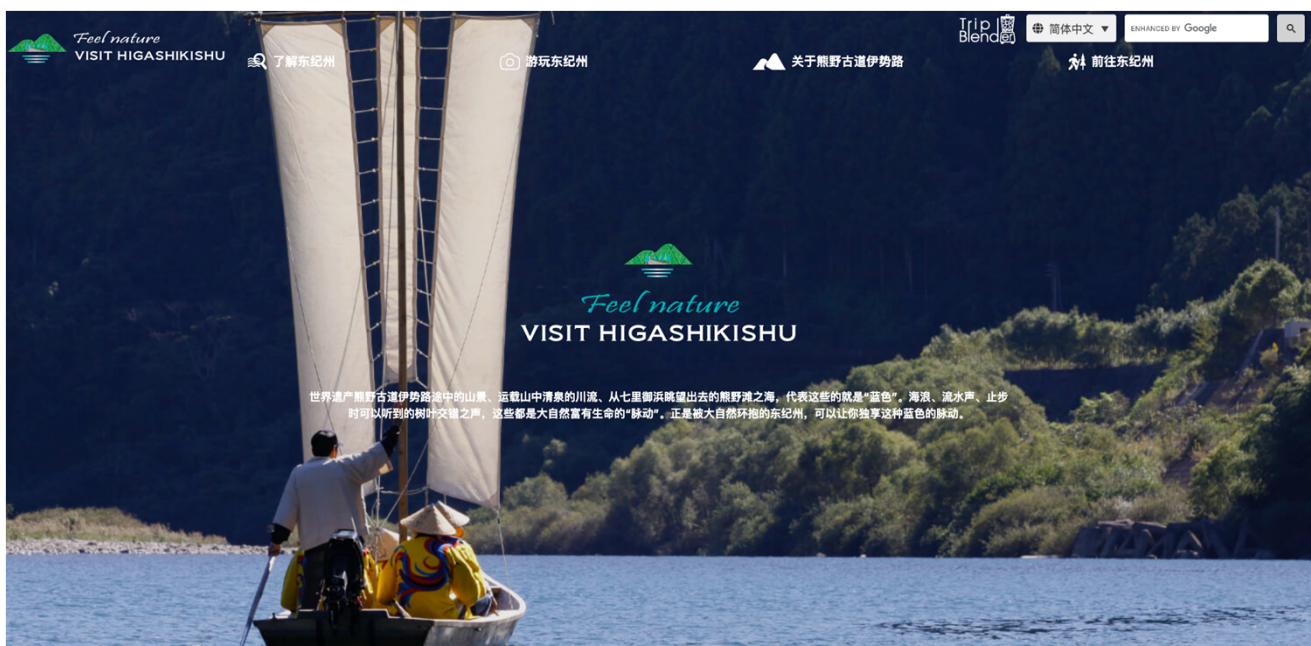 Feel nature
VISIT HIGASHIKISHU
Trip
Blend
简体中文 ▼
ENHANCED BY Google
了解东纪州
游玩东纪州
关于熊野古道伊势路
前往东纪州
Feel nature
VISIT HIGASHIKISHU
世界遗产熊野古道伊势路途中的山景、运载山中清泉的川流、从七里御浜眺望出去的熊野滩之海，代表这些的就是“蓝色”。海浪、流水声、止步
时可以听到的树叶交错之声，这些都是大自然富有生命的“脉动”。正是被大自然环抱的东纪州，可以让你独享这种蓝色的脉动。